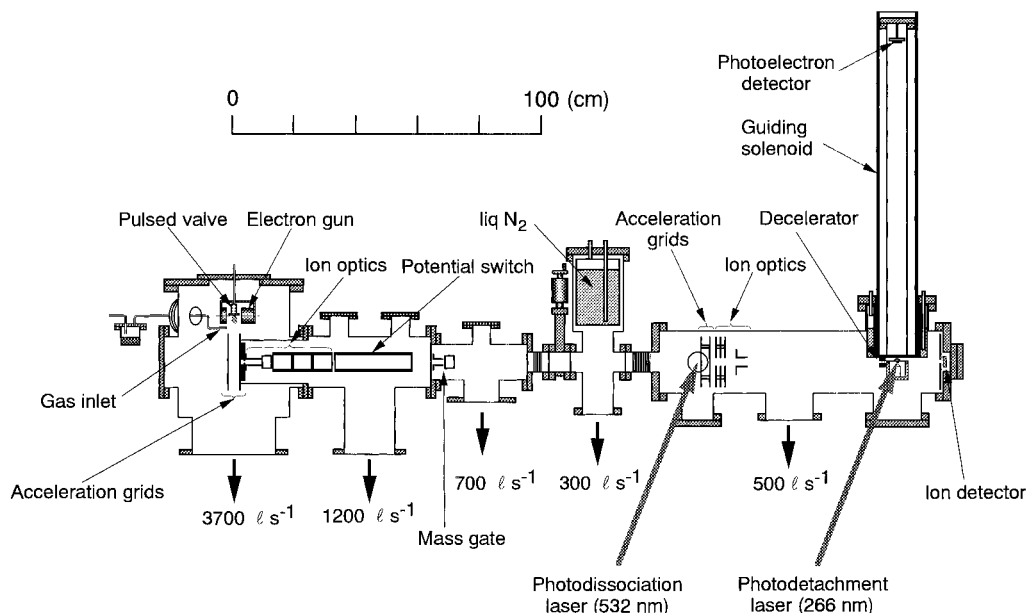 0
100 (cm)
Photoelectron
detector
Guiding
solenoid
Pulsed valve
Electron gun
Ion optics
Potential switch
liq N2
Acceleration
grids
Decelerator
Ion optics
Gas inlet
Acceleration grids
3700 ℓ s-1
1200 ℓ s-1
Mass gate
700 ℓ s-1
300 ℓ s-1
500 ℓ s-1
Ion detector
Photodissociation
laser (532 nm)
Photodetachment
laser (266 nm)